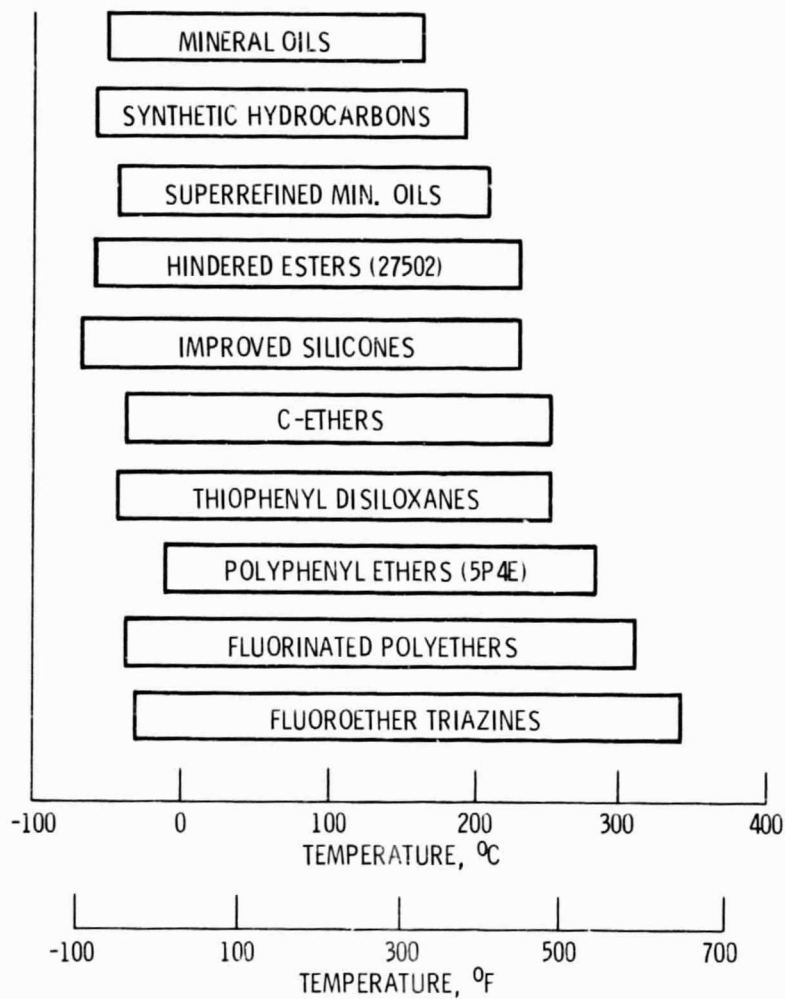 MINERAL OILS
SYNTHETIC HYDROCARBONS
SUPERREFINED MIN. OILS
HINDERED ESTERS (27502)
IMPROVED SILICONES
C-ETHERS
THIOPHENYL DISILOXANES
POLYPHENYL ETHERS (5P4E)
FLUORINATED POLYETHERS
FLUOROETHER TRIAZINES
-100 0 100 200 300 400
TEMPERATURE, °C
-100 100 300 500 700
TEMPERATURE, °F